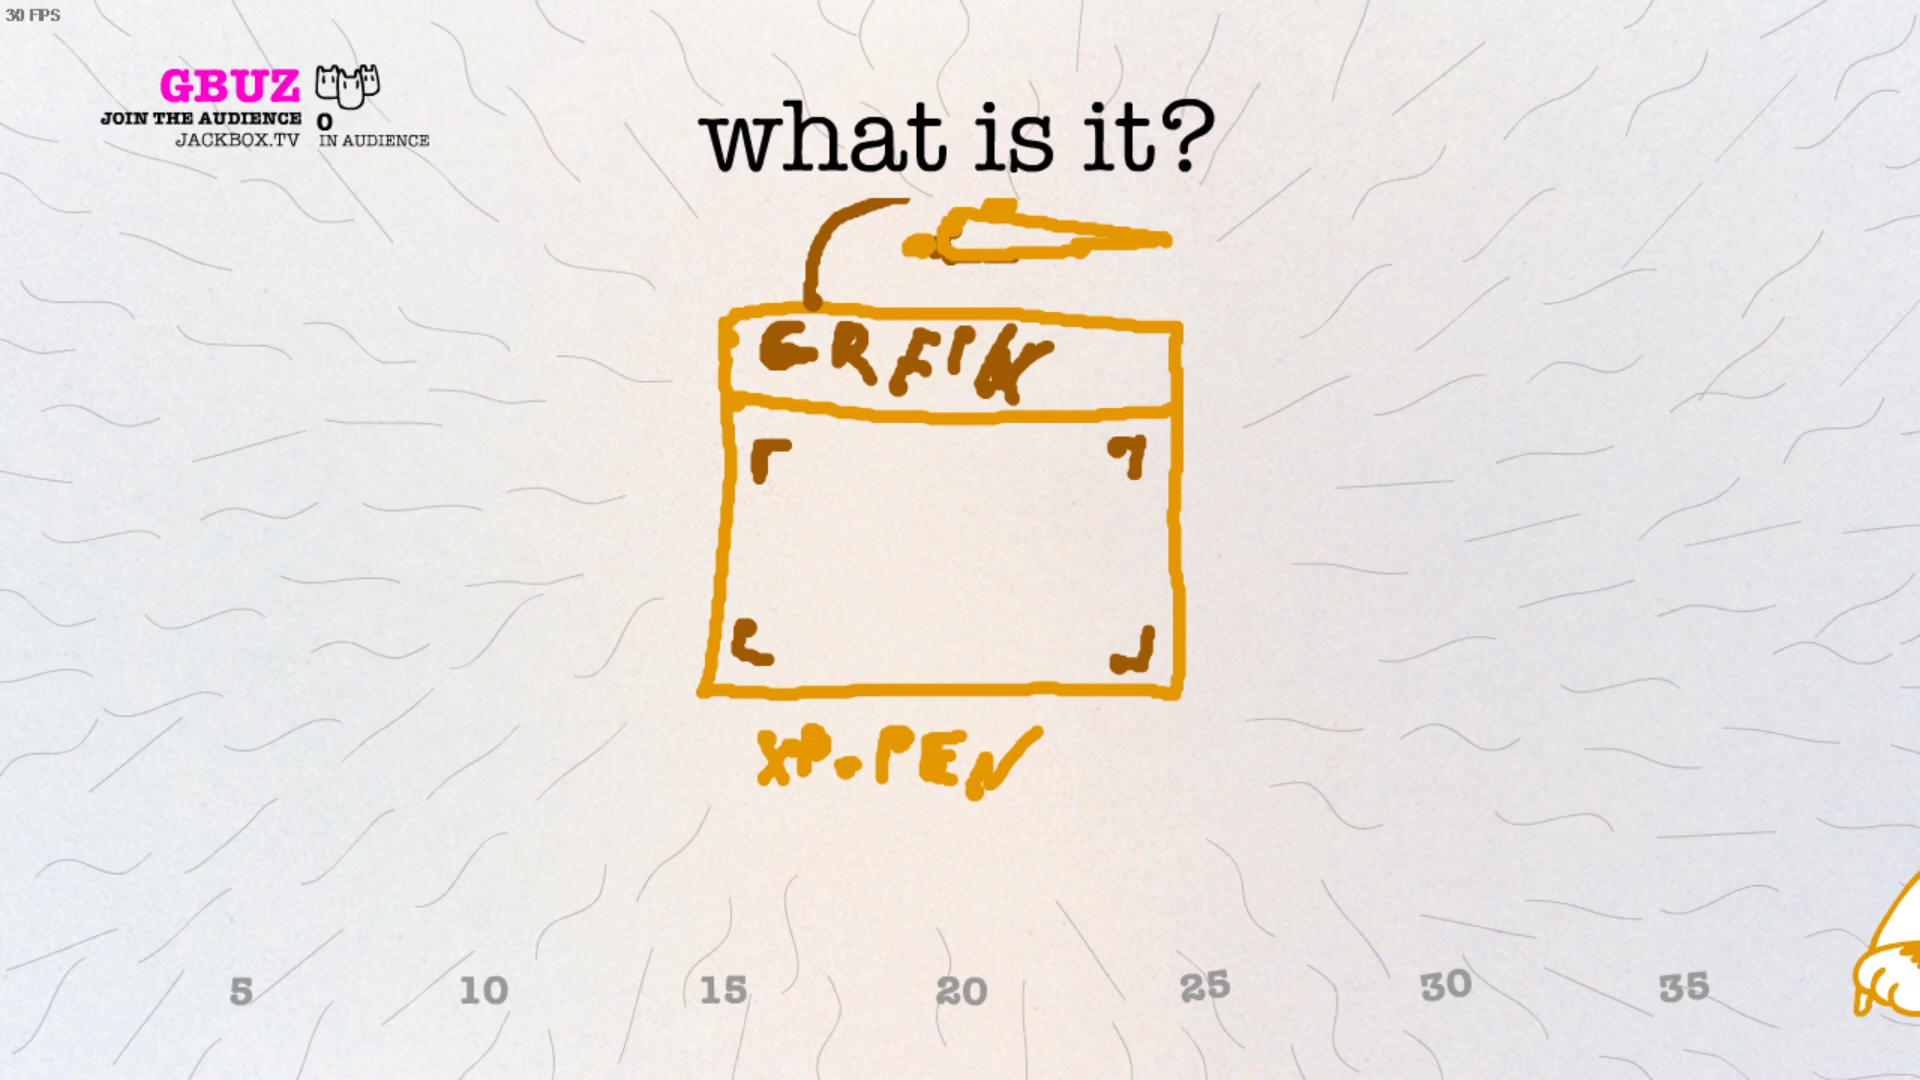 30 FPS
GBUZ
JOIN THE AUDIENCE
JACKBOX.TV
0
IN AUDIENCE
what is it?
XP-PEN
5 10 15 20 25 30 35